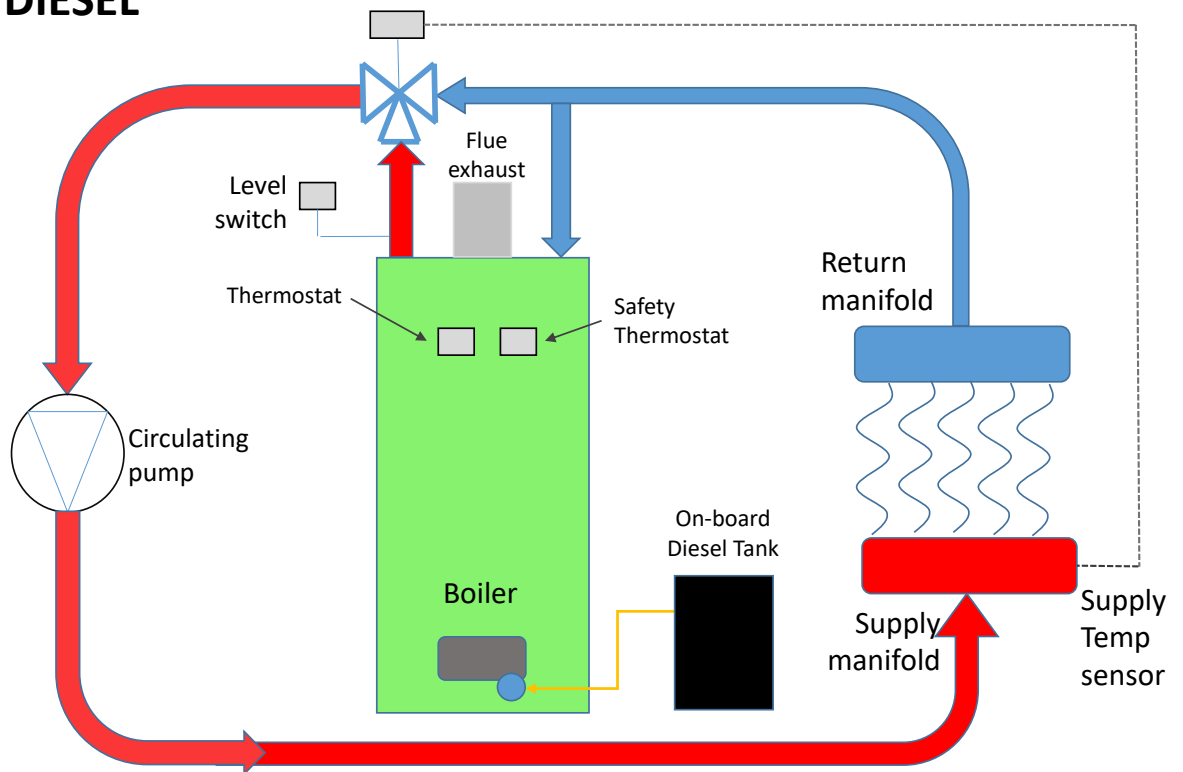 DIESEL
Flue
exhaust
Level
switch
Return
manifold
Thermostat
Safety
Thermostat
Circulating
pump
On-board
Diesel Tank
Boiler
Supply
manifold
Supply
Temp
sensor